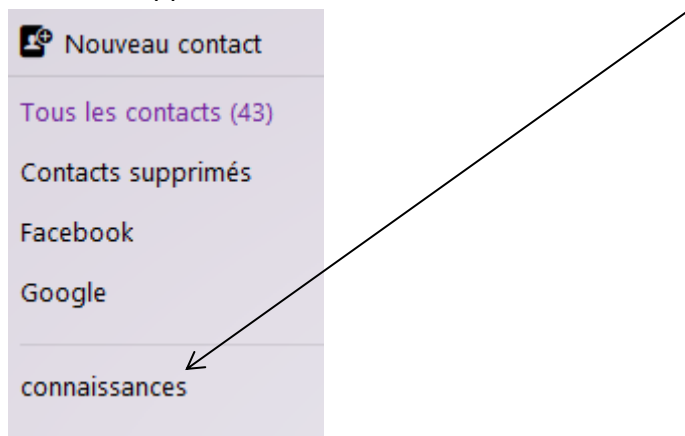 Nouveau contact
Tous les contacts (43)
Contacts supprimés
Facebook
Google
connaissances